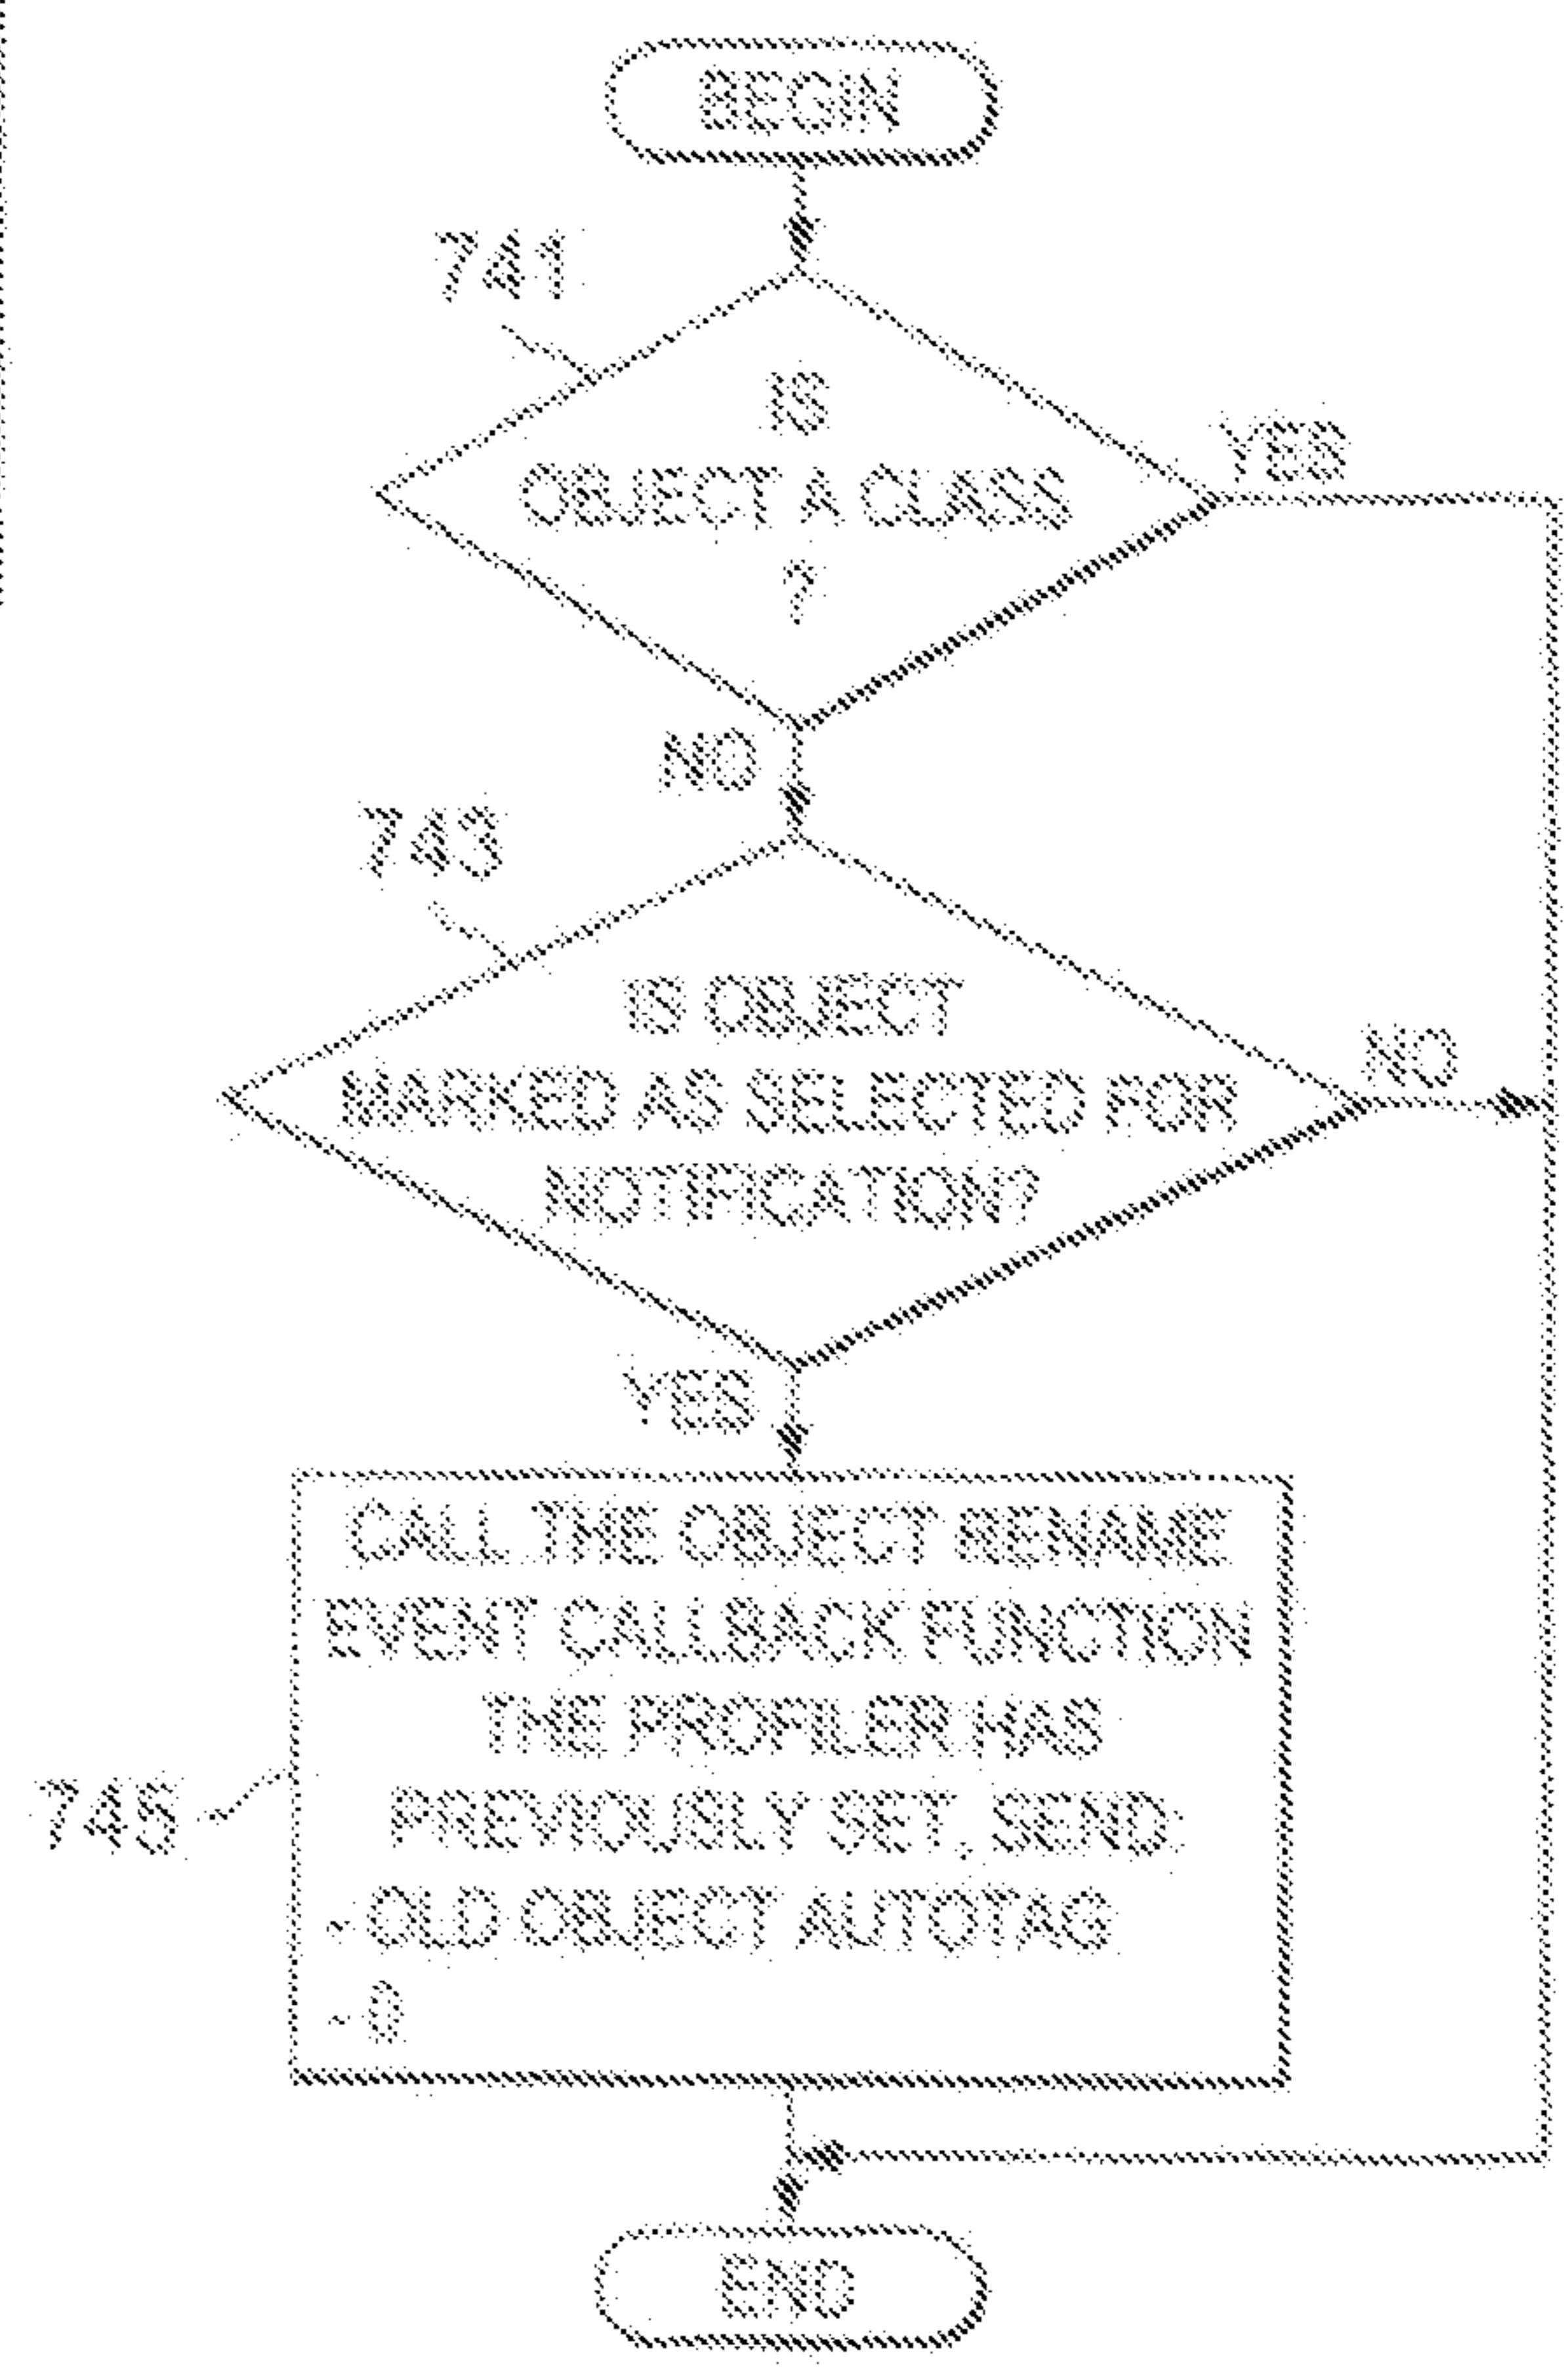 BEGIN
741
IS
OBJECT A CLASS
?
YES
NO
743
IS OBJECT
MARKED AS SELECTED FOR
NOTIFICATION?
NO
YES
CALL THE OBJECT RENAME
EVENT CALLBACK FUNCTION
THE PROFILER HAS
PREVIOUSLY SET, SEND:
- OLD OBJECT AUTOTAG
- 0
745
END